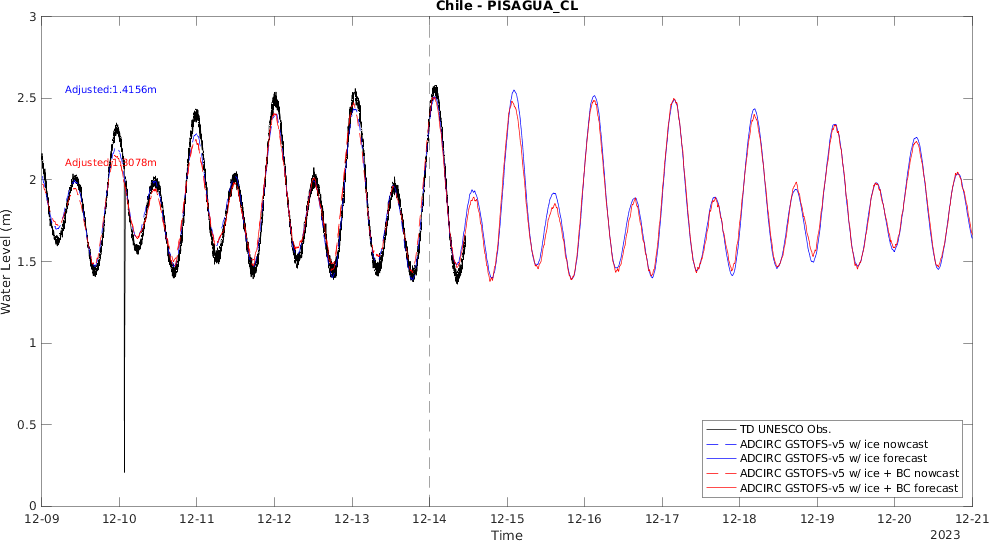 Chile - PISAGUA_CL
3
2.5
2
1.5
1
0.5
0
Water Level (m)
Adjusted:1.4156m
Adjusted:1.3078m
TD UNESCO Obs.
ADCIRC GSTOFS-v5 w/ ice nowcast
ADCIRC GSTOFS-v5 w/ ice forecast
ADCIRC GSTOFS-v5 w/ ice + BC nowcast
ADCIRC GSTOFS-v5 w/ ice + BC forecast
12-09 12-10 12-11 12-12 12-13 12-14 12-15 12-16 12-17 12-18 12-19 12-20 12-21
Time
2023